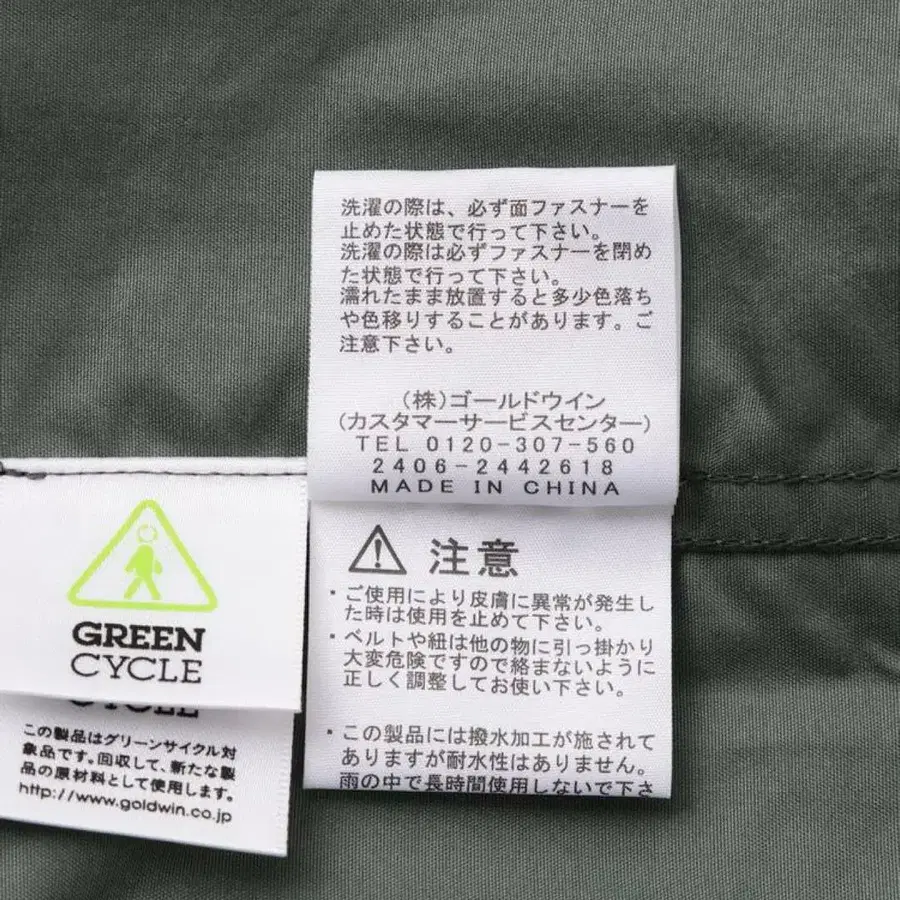 洗濯の際は、必ず面ファスナーを
止めた状態で行って下さい。
洗濯の際は必ずファスナーを閉め
た状態で行って下さい。
濡れたまま放置すると多少色落ち
や色移りすることがあります。ご
注意下さい。
(株)ゴールドウイン
(カスタマーサービスセンター)
TEL 0120-307-560
2406-2442618
MADE IN CHINA
注意
・ご使用により皮膚に異常が発生し
た時は使用を止めて下さい。
・ベルトや紐は他の物に引っ掛かり
大変危険ですので絡まないように
正しく調整してお使い下さい。
・この製品には撥水加工が施されて
ありますが耐水性はありません。
雨の中で長時間使用しないで下さ
GREEN
CYCLE
CYCLE
この製品はグリーンサイクル対
象品です。回収して、新たな製
品の原材料として使用します。
http://www.goldwin.co.jp